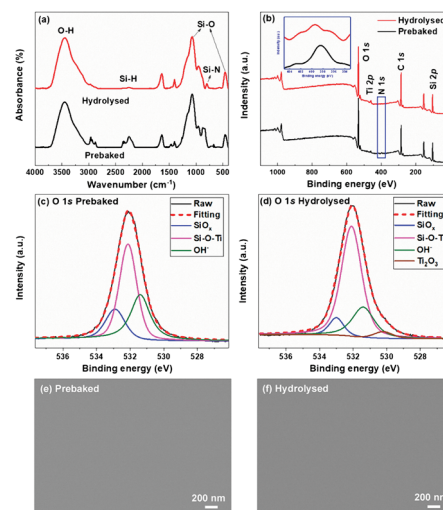 (a)
O-H
Si-O
Si-H
Si-N
Hydrolysed
Prebaked
Absorbance (%)
4000 3500 3000 2500 2000 1500 1000 500
Wavenumber (cm-1)
(b)
Hydrolysed
Prebaked
O 1s
Ti 2p
N 1s
C 1s
Si 2p
Indensity (a.u.)
Binding energy (eV)
1000 800 600 400 200 0
Binding energy (eV)
(c) O 1s Prebaked
Raw
Fitting
SiOx
Si-O-Ti
OH-
Intensity (a.u.)
536 534 532 530 528
Binding energy (eV)
(d) O 1s Hydrolysed
Raw
Fitting
SiOx
Si-O-Ti
OH-
Ti2O3
Intensity (a.u.)
536 534 532 530 528
Binding energy (eV)
(e) Prebaked
200 nm
(f) Hydrolysed
200 nm